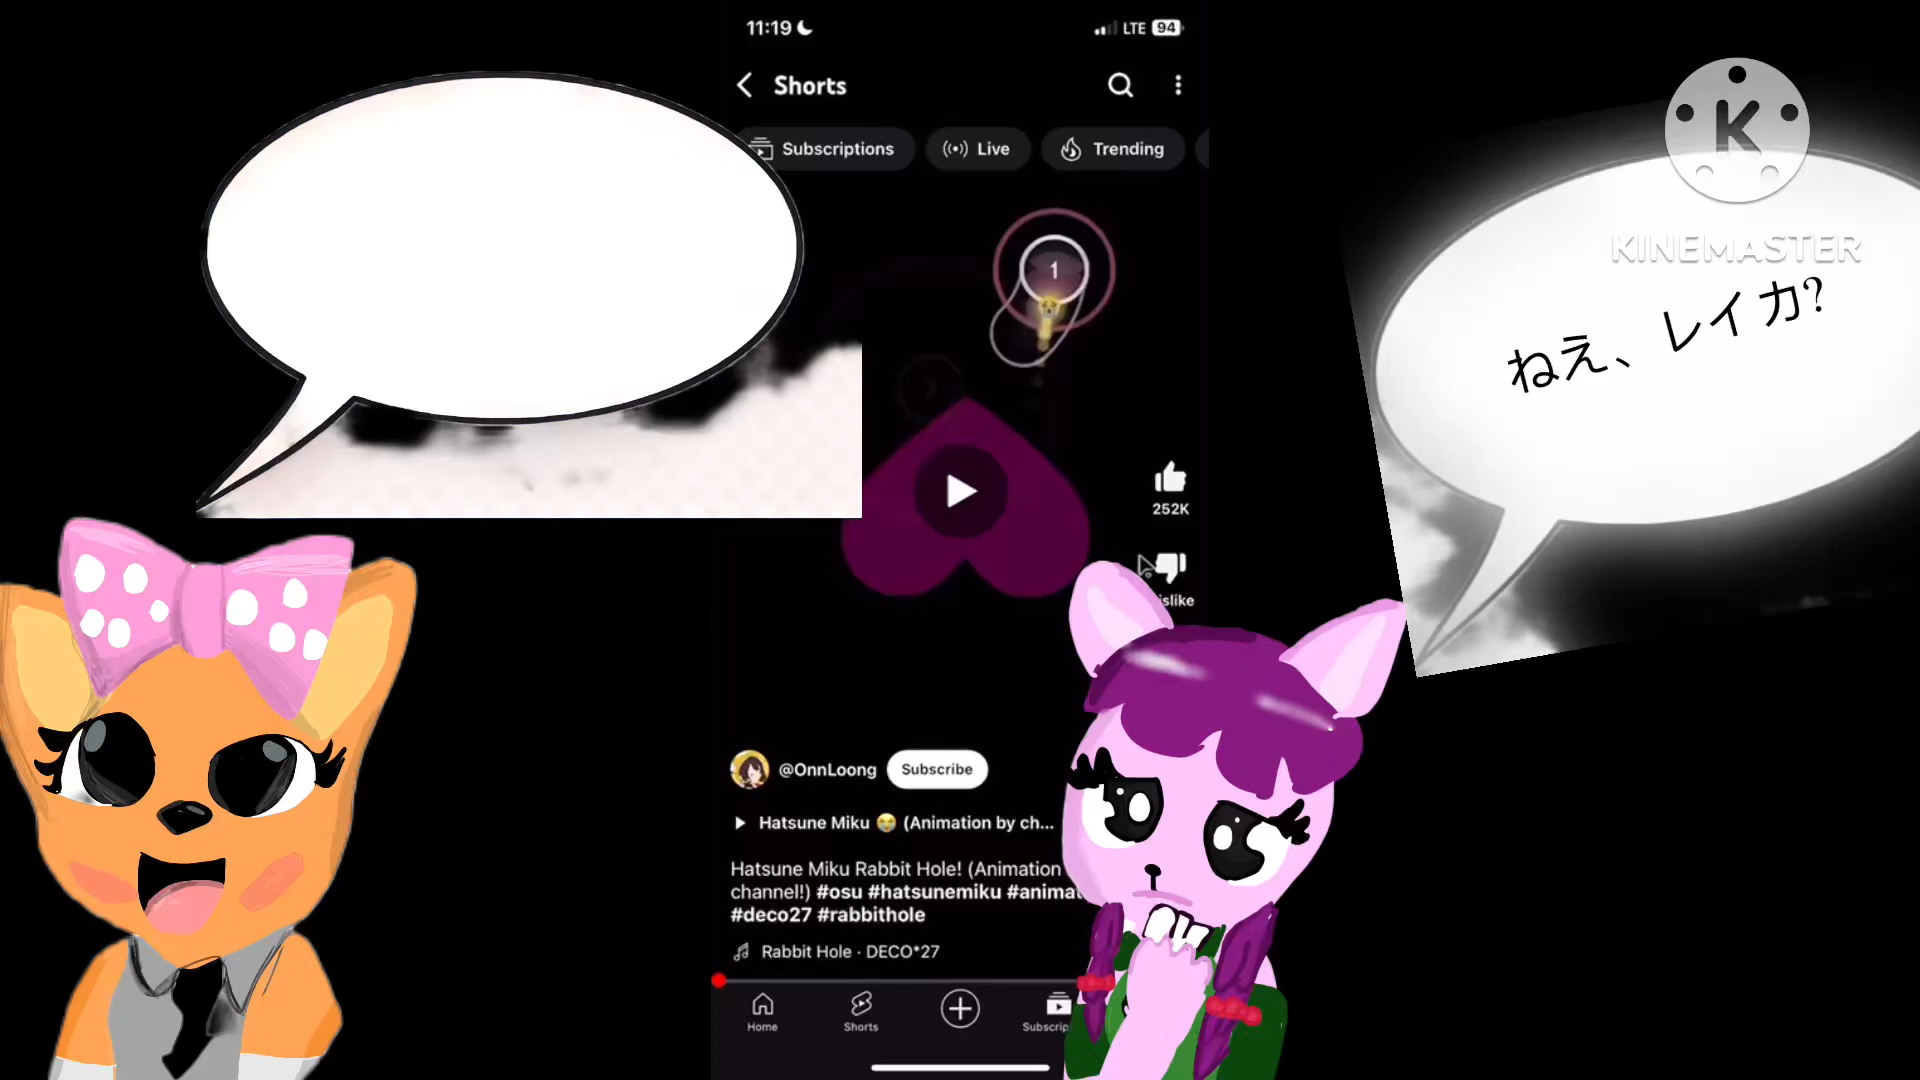 11:19
LTE 94
Shorts
Subscriptions
Live
Trending
1
K
KINEMASTER
ねえ、レイカ?
252K
islike
@OnnLoong
Subscribe
Hatsune Miku 😭 (Animation by ch...
Hatsune Miku Rabbit Hole! (Animation
channel!) #osu #hatsunemiku #animat
#deco27 #rabbithole
Rabbit Hole · DECO*27
Home
Shorts
Subscrip